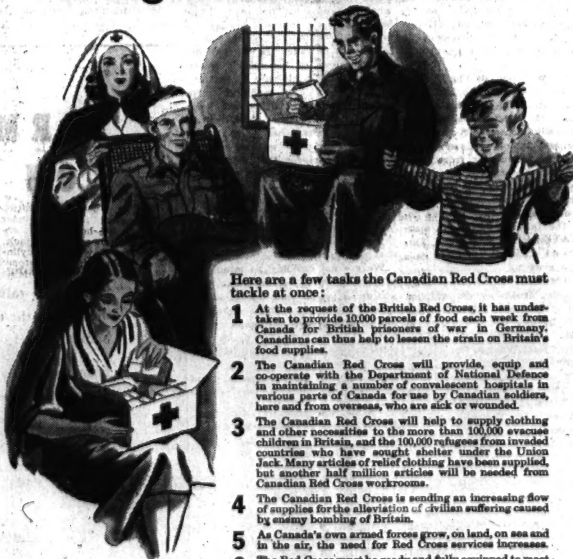 Here are a few tasks the Canadian Red Cross must
tackle at once:
1 At the request of the British Red Cross, it has under-
taken to provide 10,000 parcels of food each week from
Canada for British prisoners of war in Germany.
Canadians can thus help to lessen the strain on Britain's
food supplies.
2 The Canadian Red Cross will provide, equip and
co-operate with the Department of National Defence
in maintaining a number of convalescent hospitals in
various parts of Canada for use by Canadian soldiers,
here and from overseas, who are sick or wounded.
3 The Canadian Red Cross will help to supply clothing
and other necessities to the more than 100,000 evacuee
children in Britain, and the 100,000 refugees from invaded
countries who have sought shelter under the Union
Jack. Many articles of relief clothing have been supplied,
but another half million articles will be needed from
Canadian Red Cross workrooms.
4 The Canadian Red Cross is sending an increasing flow
of supplies for the alleviation of civilian suffering caused
by enemy bombing of Britain.
5 As Canada's own armed forces grow, on land, on sea and
in the air, the need for Red Cross services increases.